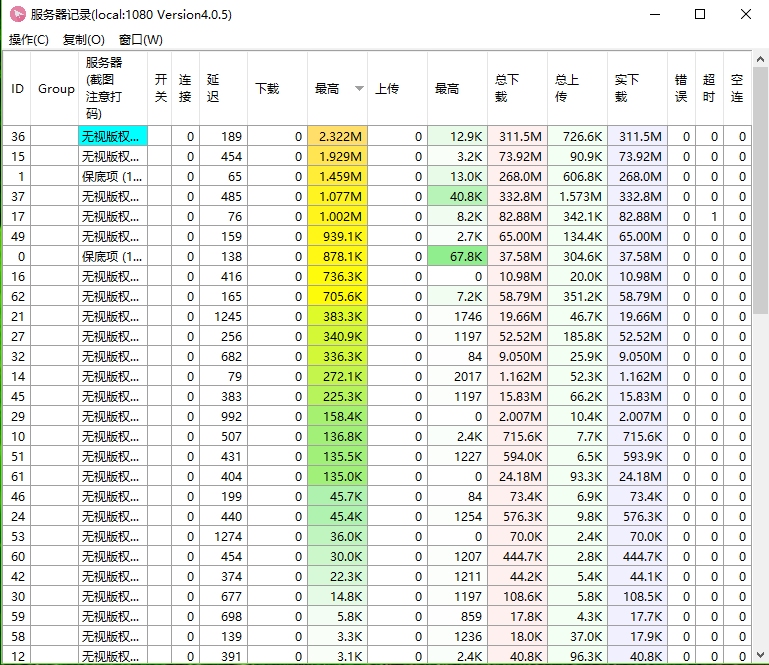 服务器记录(local:1080 Version4.0.5)
操作(C) 复制(O) 窗口(W)
ID Group 服务器(截图注意打码) 开关 连接 延迟 下载 最高 上传 最高 总下载 总上传 实下载 错误 超时 空连
36 无视版权... 0 189 0 2.322M 0 12.9K 311.5M 726.6K 311.5M 0 0 0
15 无视版权... 0 454 0 1.929M 0 3.2K 73.92M 90.9K 73.92M 0 0 0
1 保底项 (1... 0 65 0 1.459M 0 13.0K 268.0M 606.8K 268.0M 0 0 0
37 无视版权... 0 485 0 1.077M 0 40.8K 332.8M 1.573M 332.8M 0 0 0
17 无视版权... 0 76 0 1.002M 0 8.2K 82.88M 342.1K 82.88M 0 1 0
49 无视版权... 0 159 0 939.1K 0 2.7K 65.00M 134.4K 65.00M 0 0 0
0 保底项 (1... 0 138 0 878.1K 0 67.8K 37.58M 304.6K 37.58M 0 0 0
16 无视版权... 0 416 0 736.3K 0 0 10.98M 20.0K 10.98M 0 0 0
62 无视版权... 0 165 0 705.6K 0 7.2K 58.79M 351.2K 58.79M 0 0 0
21 无视版权... 0 1245 0 383.3K 0 1746 19.66M 46.7K 19.66M 0 0 0
27 无视版权... 0 256 0 340.9K 0 1197 52.52M 185.8K 52.52M 0 0 0
32 无视版权... 0 682 0 336.3K 0 84 9.050M 25.9K 9.050M 0 0 0
14 无视版权... 0 79 0 272.1K 0 2017 1.162M 52.3K 1.162M 0 0 0
45 无视版权... 0 383 0 225.3K 0 1197 15.83M 66.2K 15.83M 0 0 0
29 无视版权... 0 992 0 158.4K 0 0 2.007M 10.4K 2.007M 0 0 0
10 无视版权... 0 507 0 136.8K 0 2.4K 715.6K 7.7K 715.6K 0 0 0
51 无视版权... 0 431 0 135.5K 0 1227 594.0K 6.5K 593.9K 0 0 0
61 无视版权... 0 404 0 135.0K 0 0 24.18M 93.3K 24.18M 0 0 0
46 无视版权... 0 199 0 45.7K 0 84 73.4K 6.9K 73.4K 0 0 0
24 无视版权... 0 440 0 45.4K 0 1254 576.3K 9.8K 576.3K 0 0 0
53 无视版权... 0 1274 0 36.0K 0 0 70.0K 2.4K 70.0K 0 0 0
60 无视版权... 0 454 0 30.0K 0 1207 444.7K 2.8K 444.7K 0 0 0
42 无视版权... 0 374 0 22.3K 0 1211 44.2K 5.4K 44.1K 0 0 0
30 无视版权... 0 677 0 14.8K 0 1197 108.6K 5.8K 108.5K 0 0 0
59 无视版权... 0 698 0 5.8K 0 859 17.8K 4.3K 17.7K 0 0 0
58 无视版权... 0 139 0 3.3K 0 1236 18.0K 37.0K 17.9K 0 0 0
12 无视版权... 0 391 0 3.1K 0 2.4K 40.8K 96.3K 40.8K 0 0 0